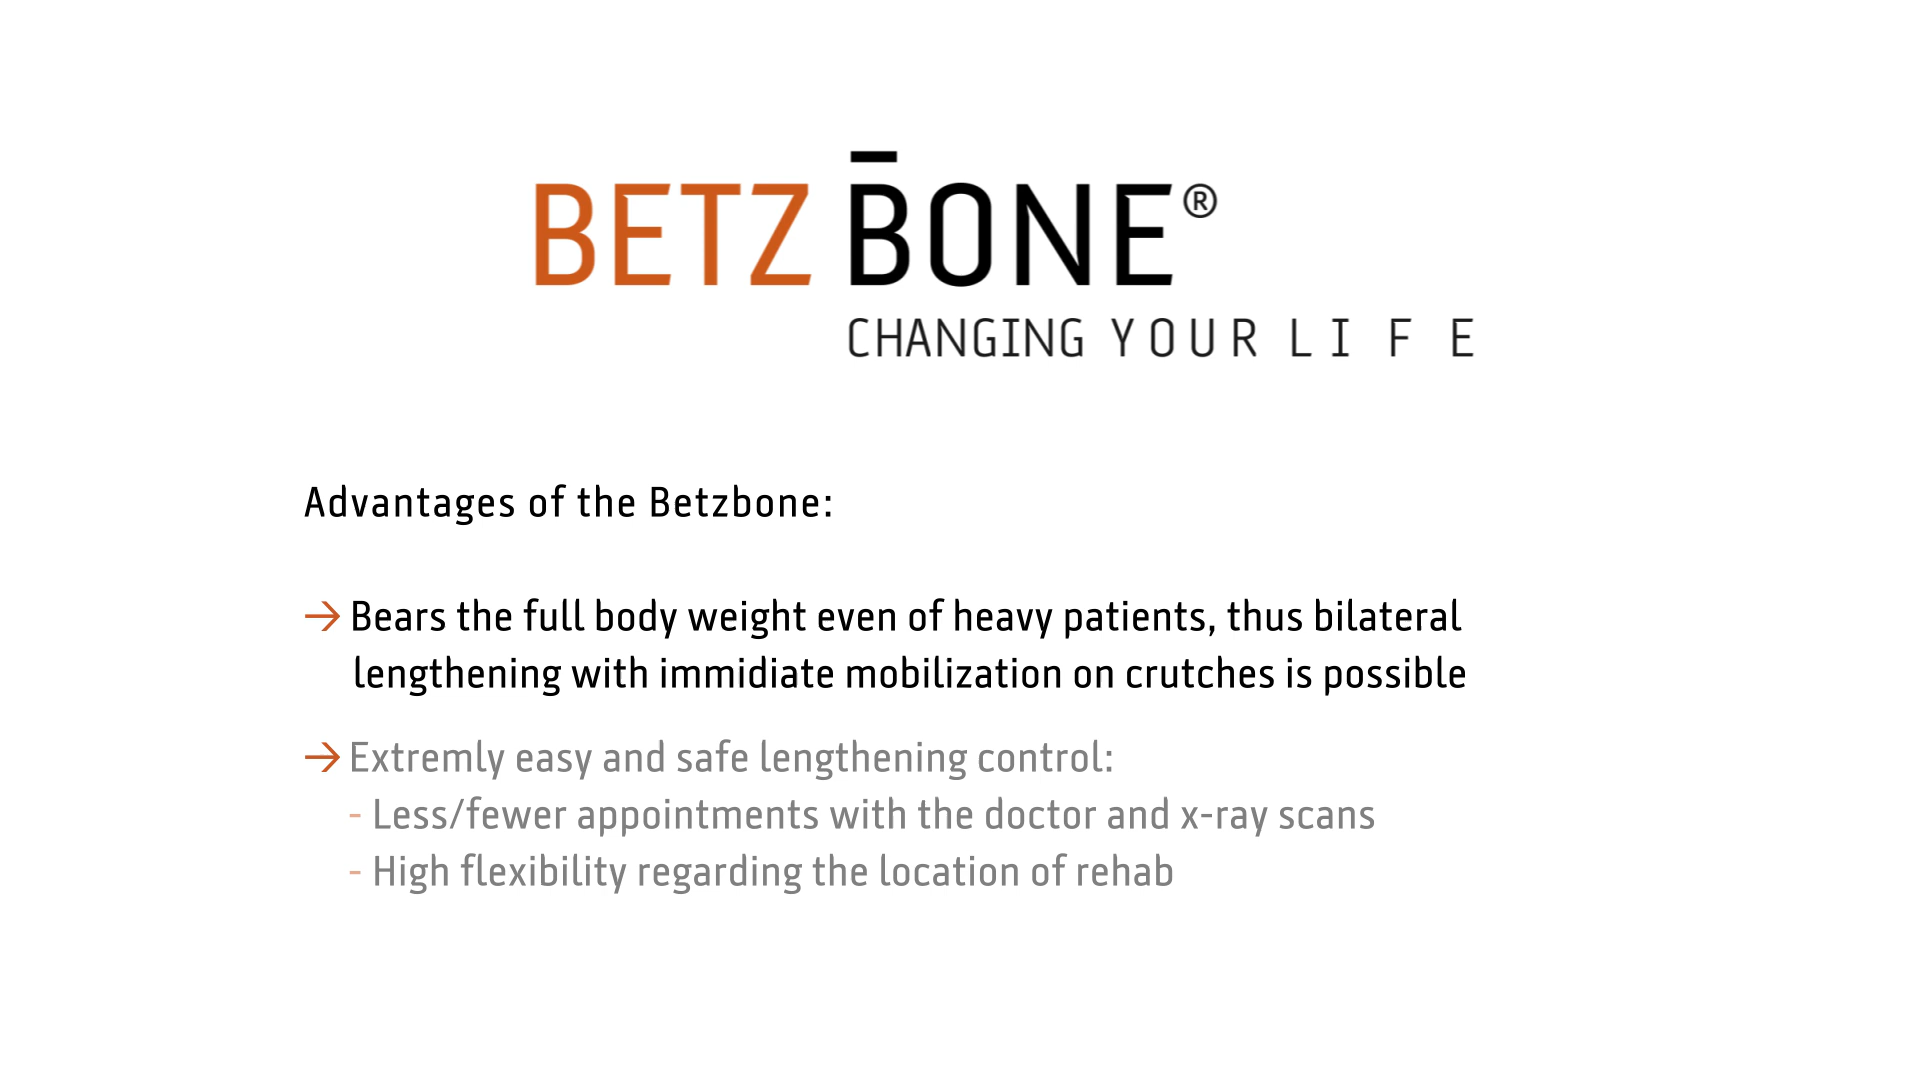 BETZ BONE®
CHANGING YOUR LIFE
Advantages of the Betzbone:
→ Bears the full body weight even of heavy patients, thus bilateral
lengthening with immidiate mobilization on crutches is possible
→ Extremly easy and safe lengthening control:
- Less/fewer appointments with the doctor and x-ray scans
- High flexibility regarding the location of rehab